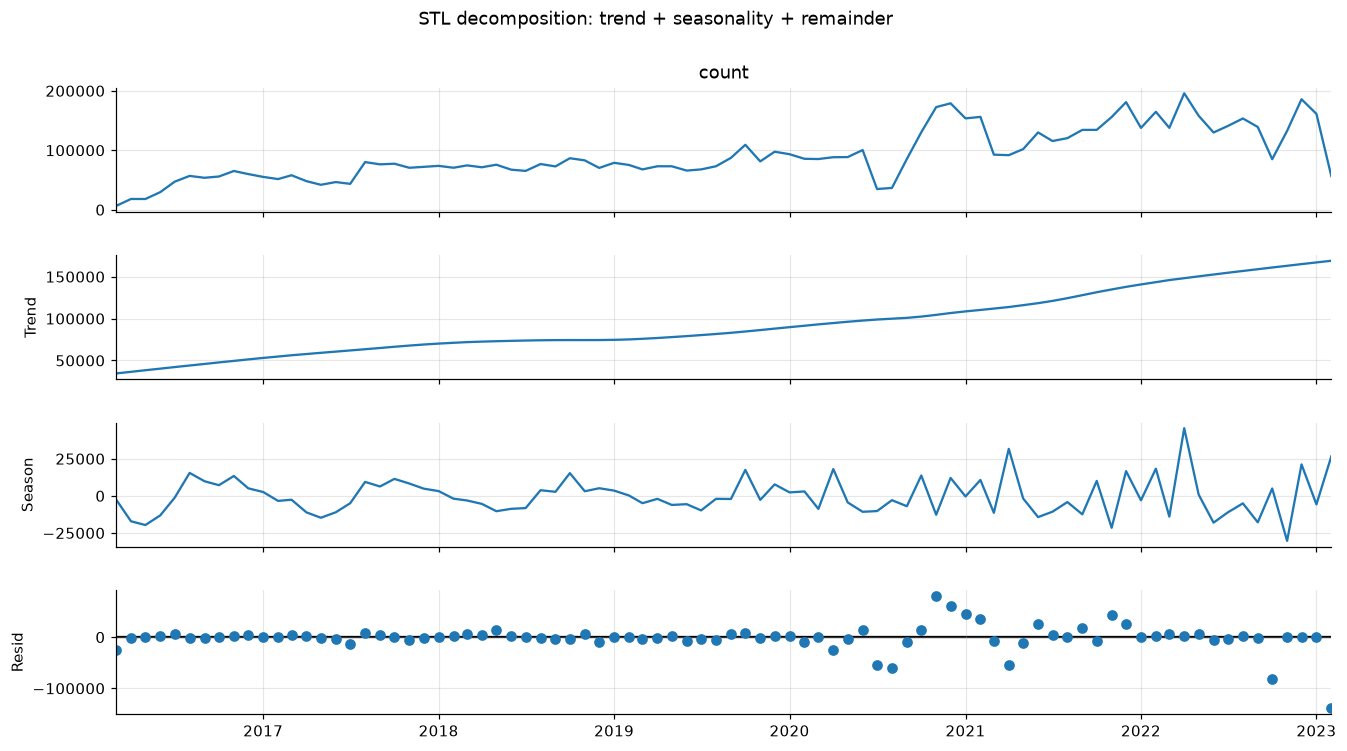 STL decomposition: trend + seasonality + remainder
count
200000
100000
0
Trend
150000
100000
50000
Season
25000
0
−25000
Resid
0
−100000
2017 2018 2019 2020 2021 2022 2023